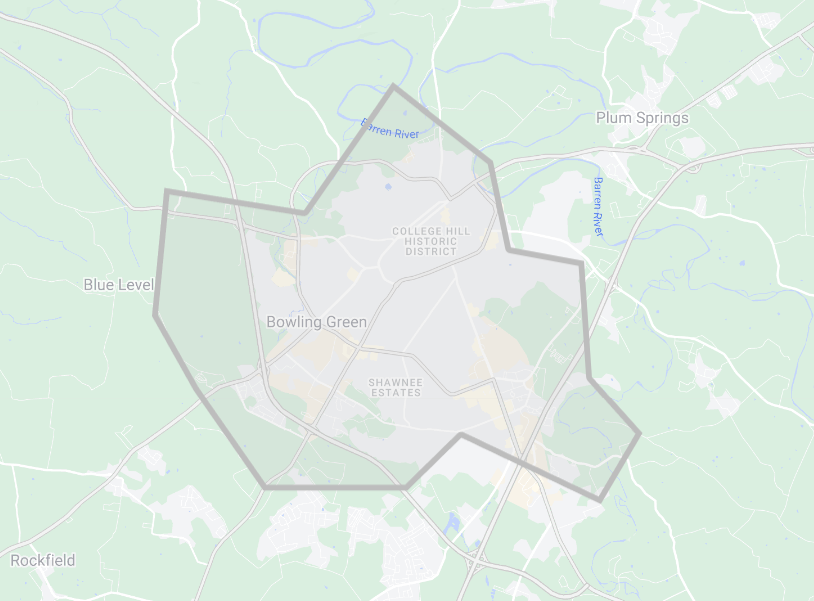 Plum Springs
Barren River
Barren River
COLLEGE HILL
HISTORIC
DISTRICT
Blue Level
Bowling Green
SHAWNEE
ESTATES
Rockfield